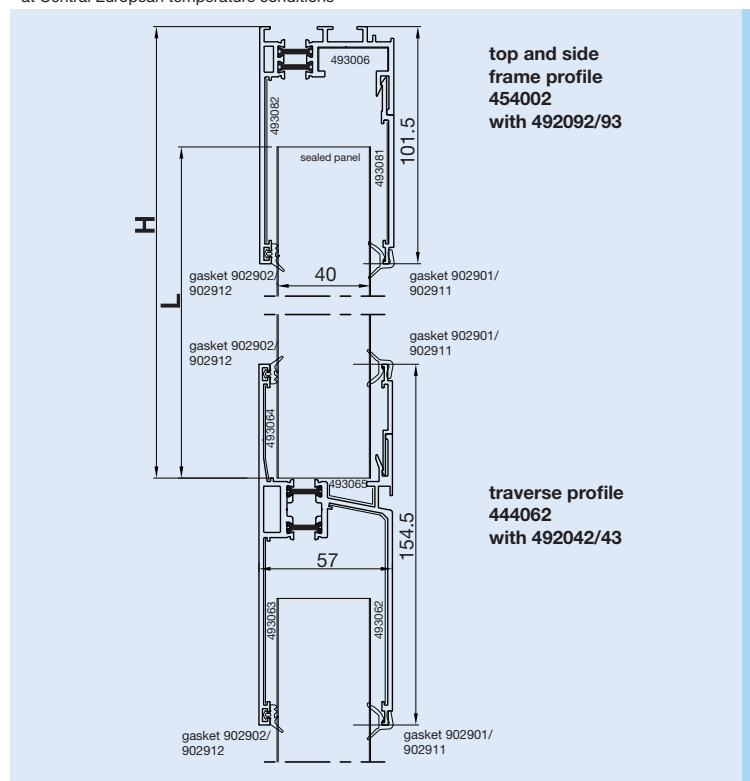 at Central European temperature conditions
493006
top and side
frame profile
454002
with 492092/93
493082
sealed panel
493081
101.5
H
L
gasket 902902/
902912
40
gasket 902901/
902911
gasket 902902/
902912
gasket 902901/
902911
493064
493065
traverse profile
444062
with 492042/43
154.5
57
493063
493062
gasket 902902/
902912
gasket 902901/
902911